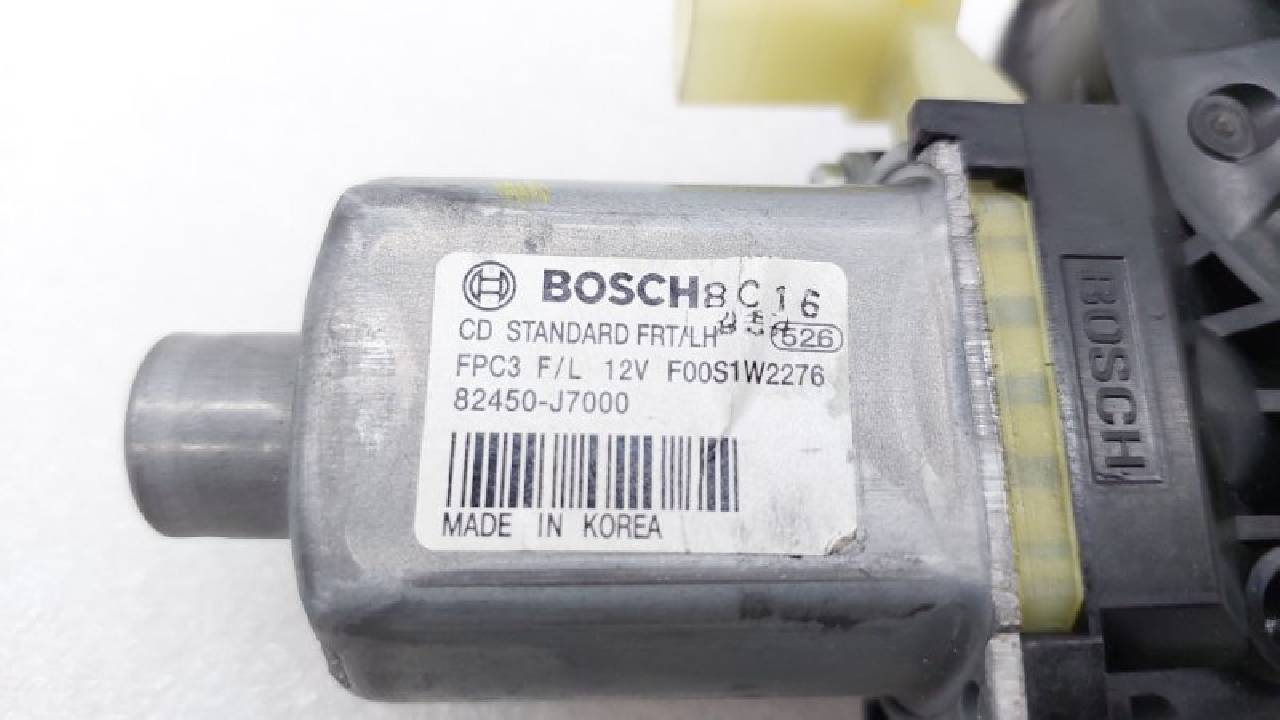 BOSCH 8C16
CD STANDARD FRT/LH 526
FPC3 F/L 12V F00S1W2276
82450-J7000
MADE IN KOREA
BOSCH